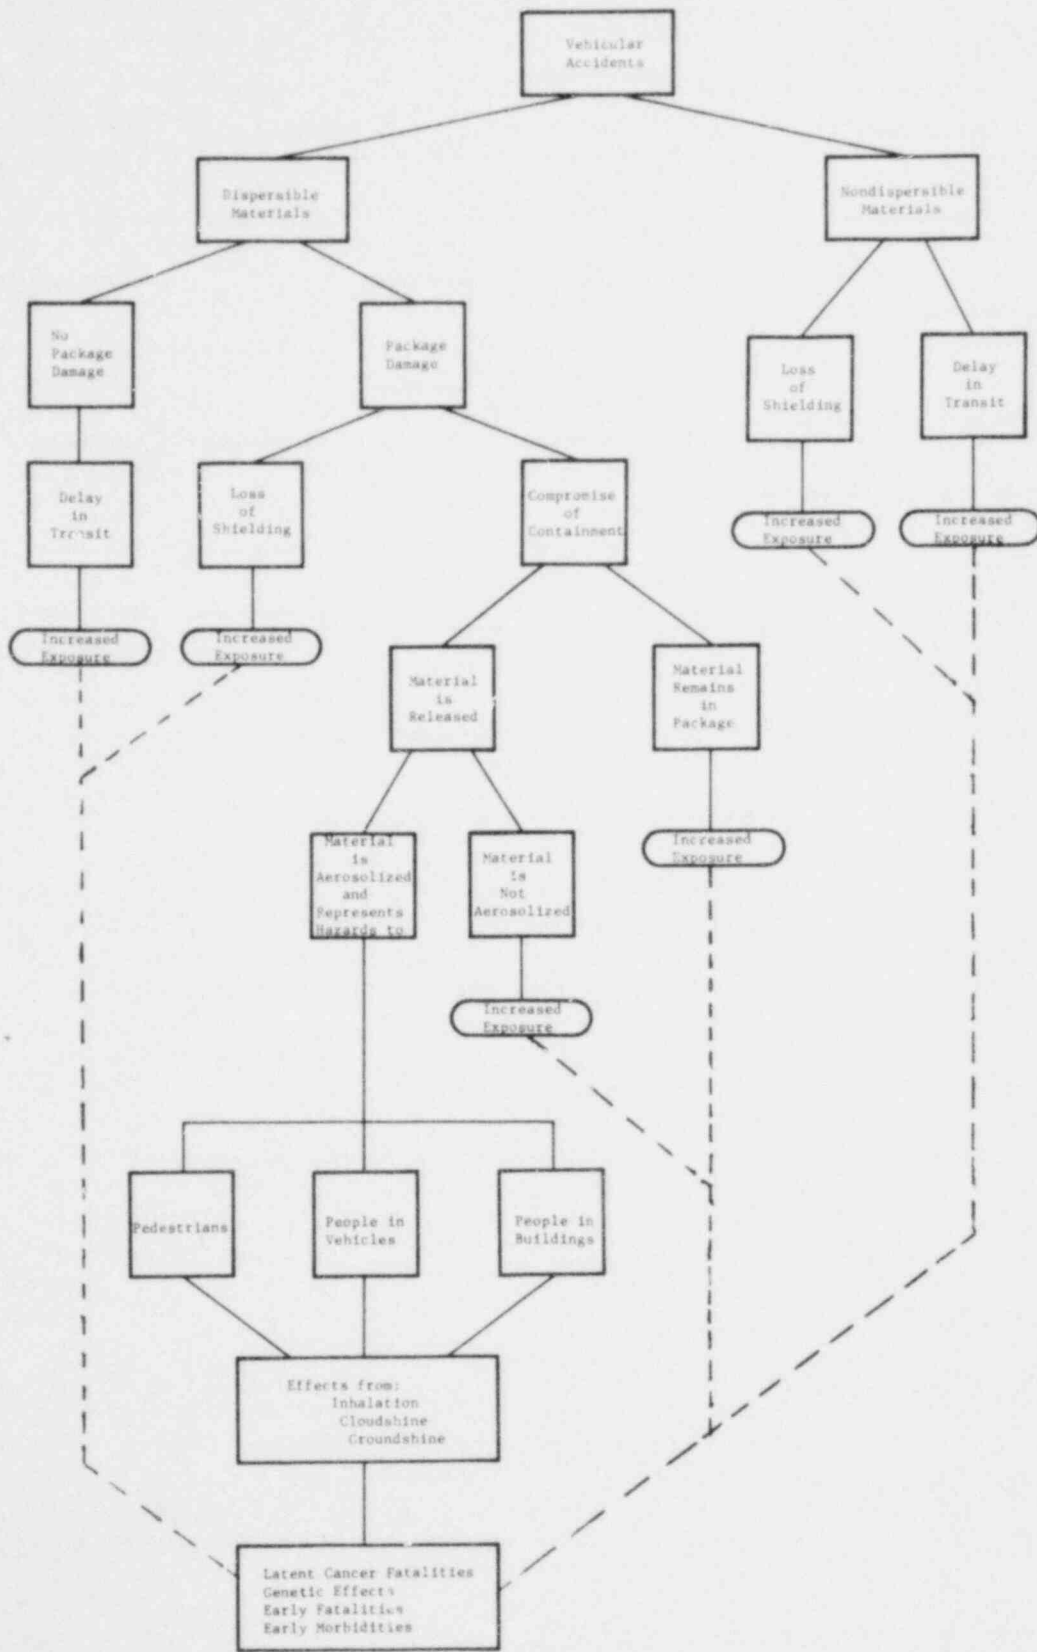 Vehicular
Accidents
Dispersible
Materials
Nondispersible
Materials
No
Package
Damage
Package
Damage
Loss
of
Shielding
Delay
in
Transit
Delay
in
Transit
Loss
of
Shielding
Compromise
of
Containment
Increased
Exposure
Increased
Exposure
Increased
Exposure
Increased
Exposure
Material
is
Released
Material
Remains
in
Package
Material
is
Aerosolized
and
Represents
Hazards to
Material
is
Not
Aerosolized
Increased
Exposure
Increased
Exposure
Pedestrians
People in
Vehicles
People in
Buildings
Effects from:
Inhalation
Cloudshine
Groundshine
Latent Cancer Fatalities
Genetic Effects
Early Fatalities
Early Morbidities